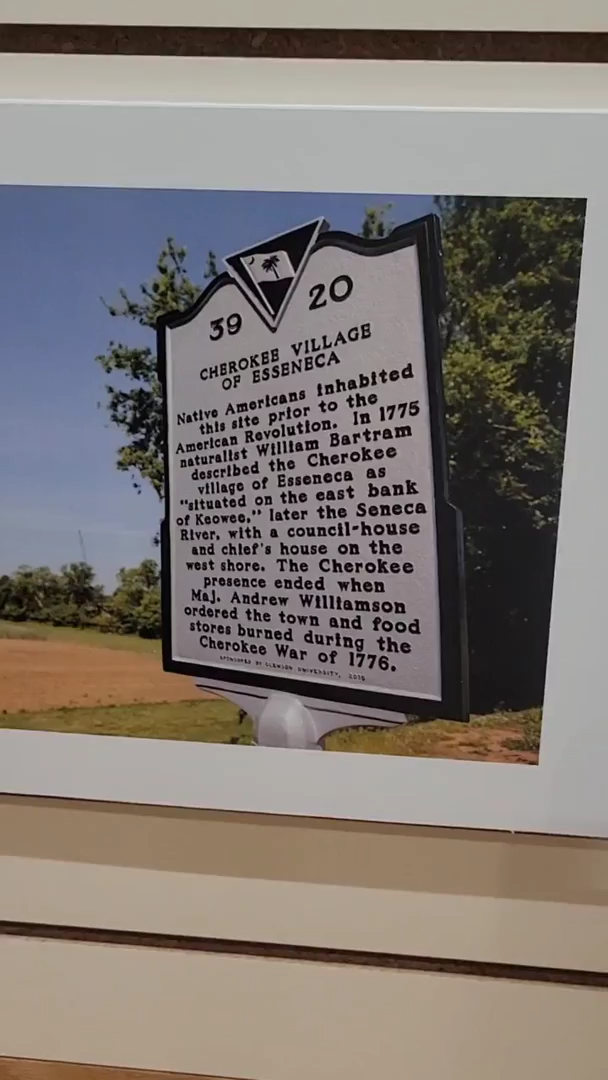 39 20
CHEROKEE VILLAGE
OF ESSENECA
Native Americans inhabited
this site prior to the
American Revolution. In 1775
naturalist William Bartram
described the Cherokee
village of Esseneca as
"situated on the east bank
of Keowee," later the Seneca
River, with a council-house
and chief's house on the
west shore. The Cherokee
presence ended when
Maj. Andrew Williamson
ordered the town and food
stores burned during the
Cherokee War of 1776.
SPONSORED BY CLEMSON UNIVERSITY,